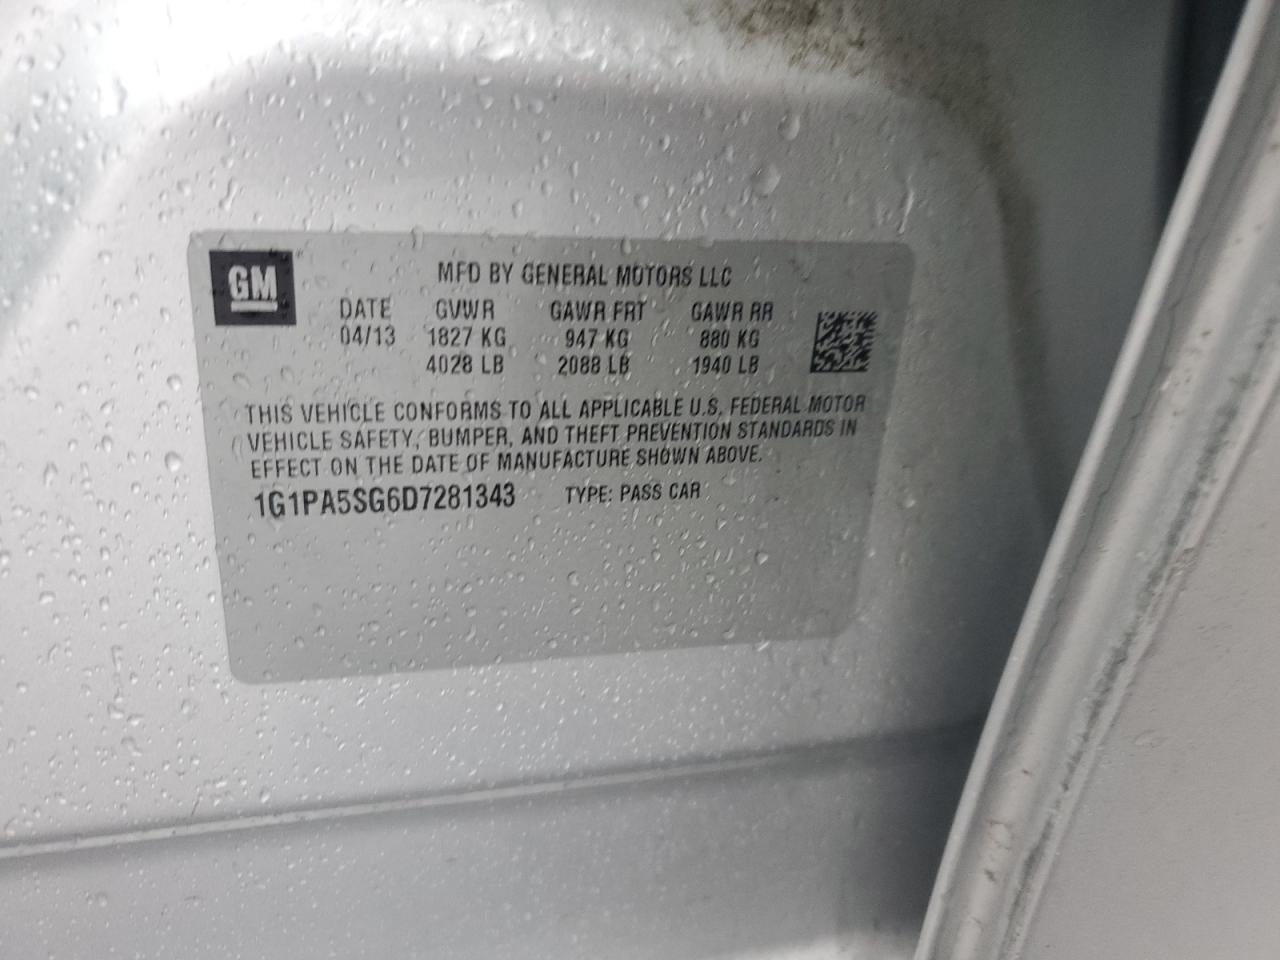 GM
MFD BY GENERAL MOTORS LLC
DATE GVWR GAWR FRT GAWR RR
04/13 1827 KG 947 KG 880 KG
4028 LB 2088 LB 1940 LB
THIS VEHICLE CONFORMS TO ALL APPLICABLE U.S. FEDERAL MOTOR
VEHICLE SAFETY, BUMPER, AND THEFT PREVENTION STANDARDS IN
EFFECT ON THE DATE OF MANUFACTURE SHOWN ABOVE.
1G1PA5SG6D7281343 TYPE: PASS CAR